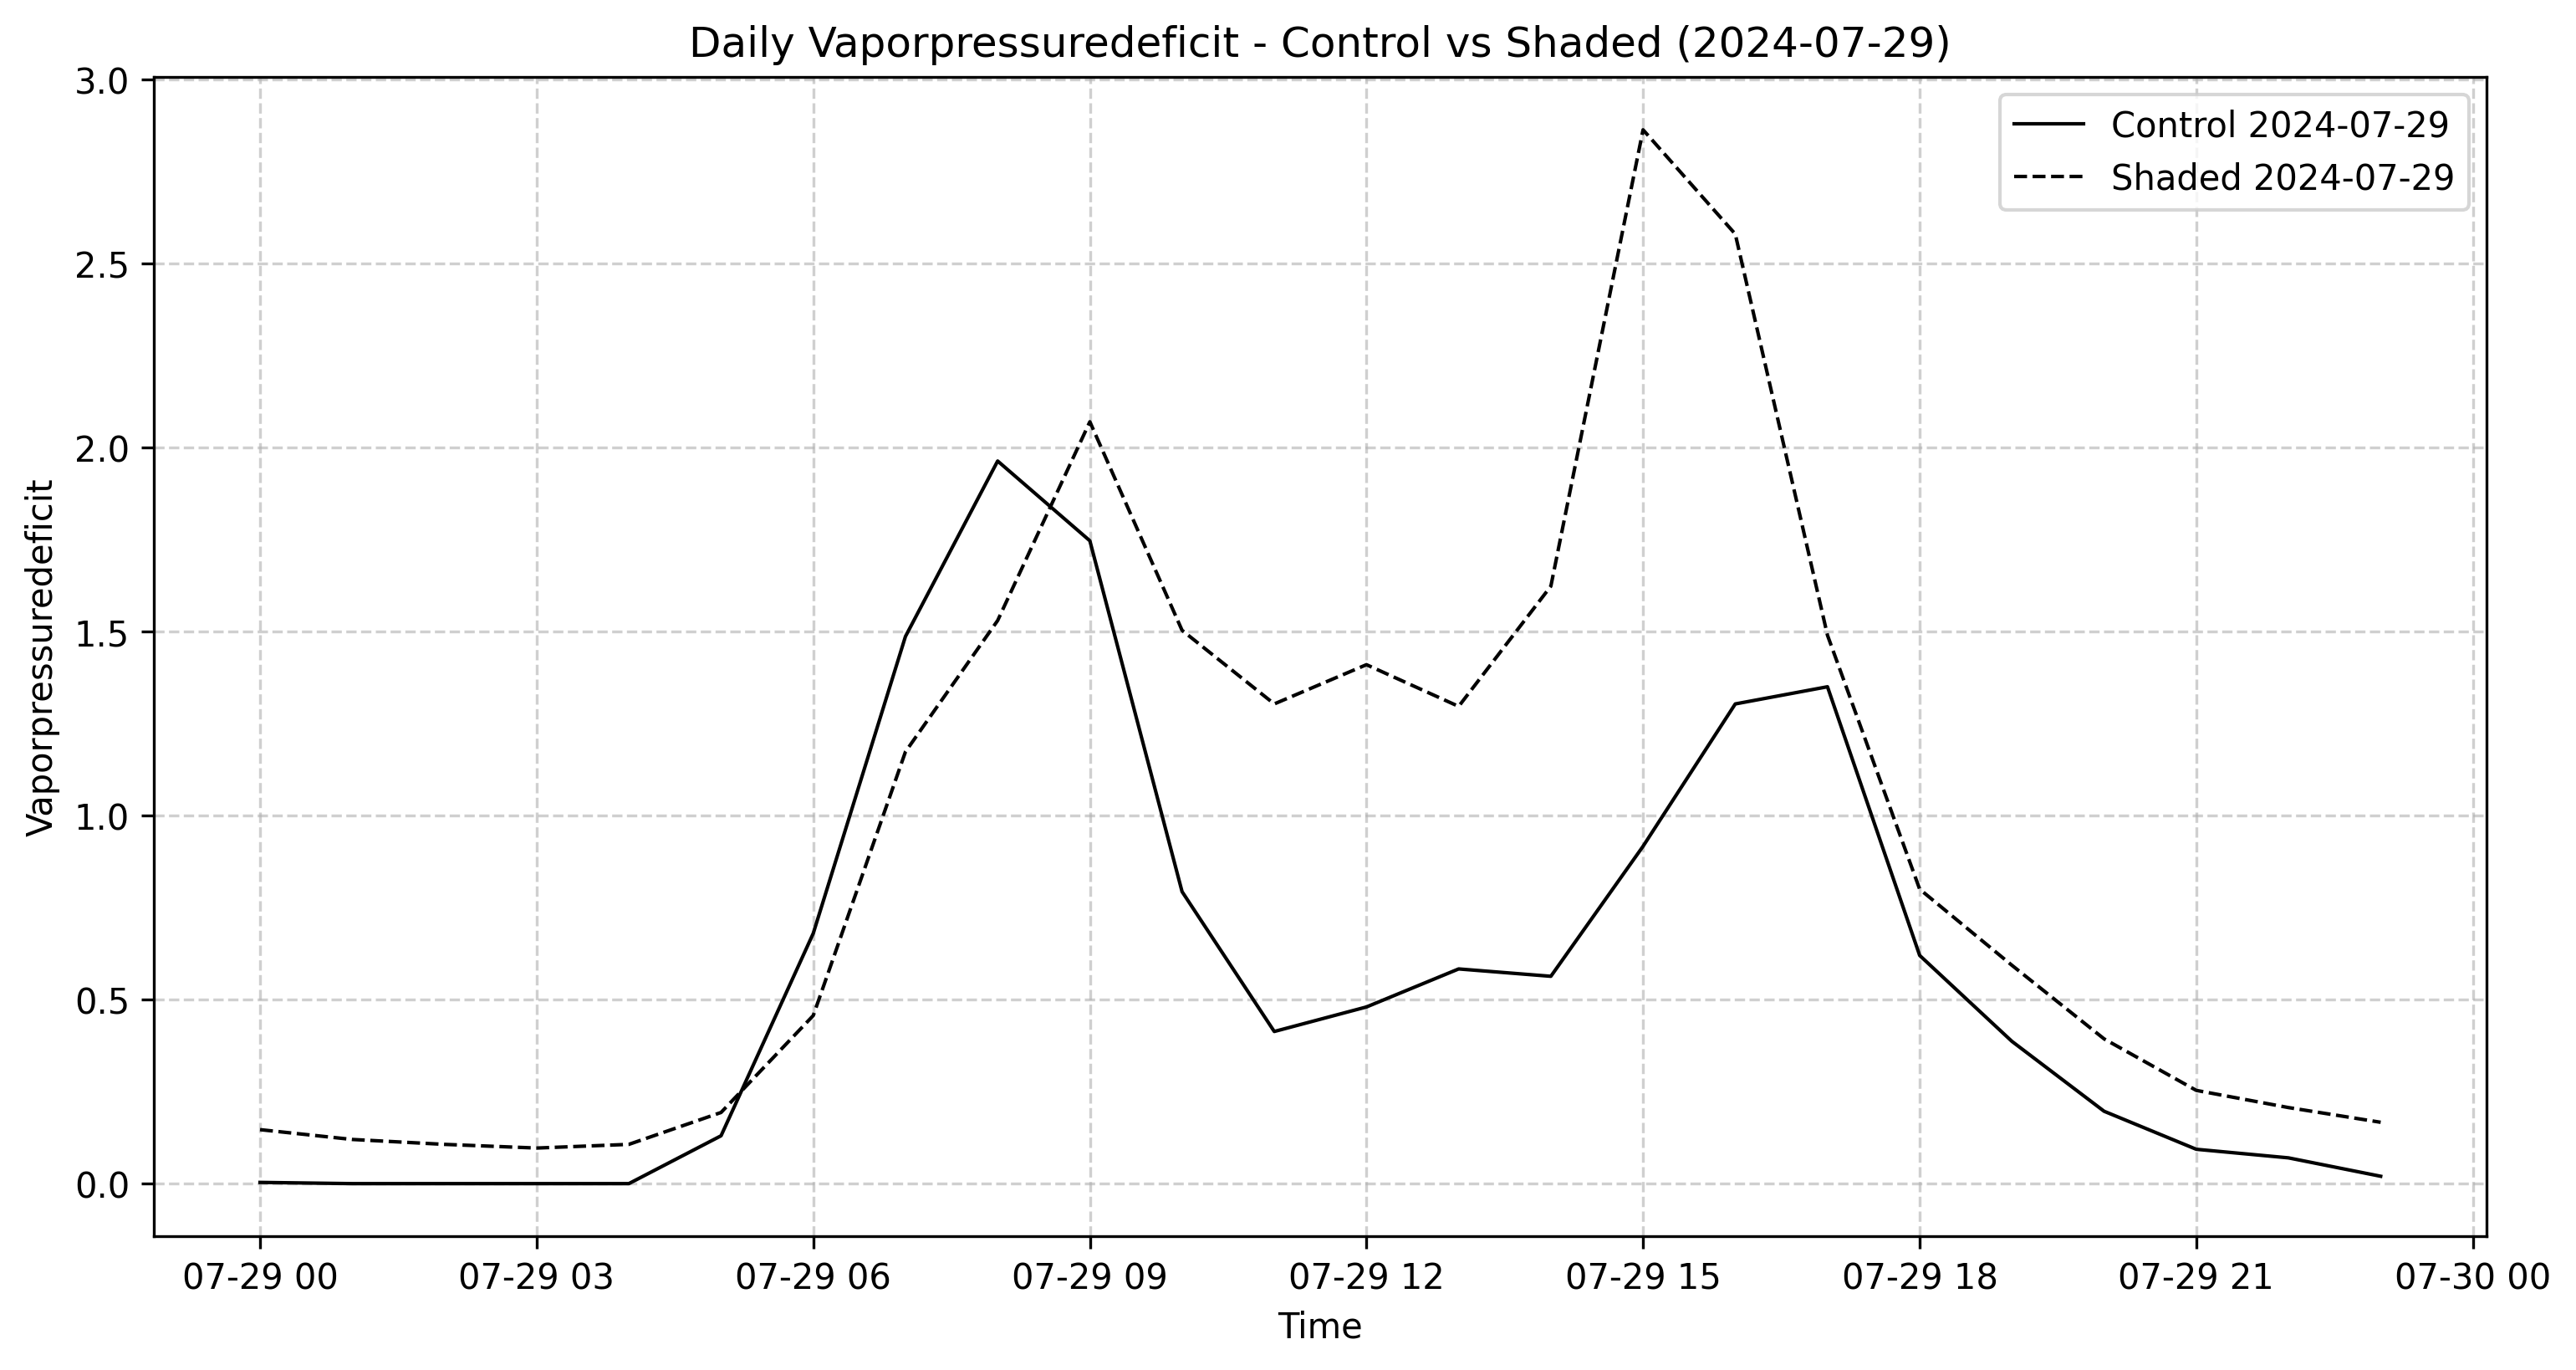 Daily Vaporpressuredeficit - Control vs Shaded (2024-07-29)
3.0
2.5
2.0
1.5
1.0
0.5
0.0
Vaporpressuredeficit
Control 2024-07-29
Shaded 2024-07-29
07-29 00 07-29 03 07-29 06 07-29 09 07-29 12 07-29 15 07-29 18 07-29 21 07-30 00
Time